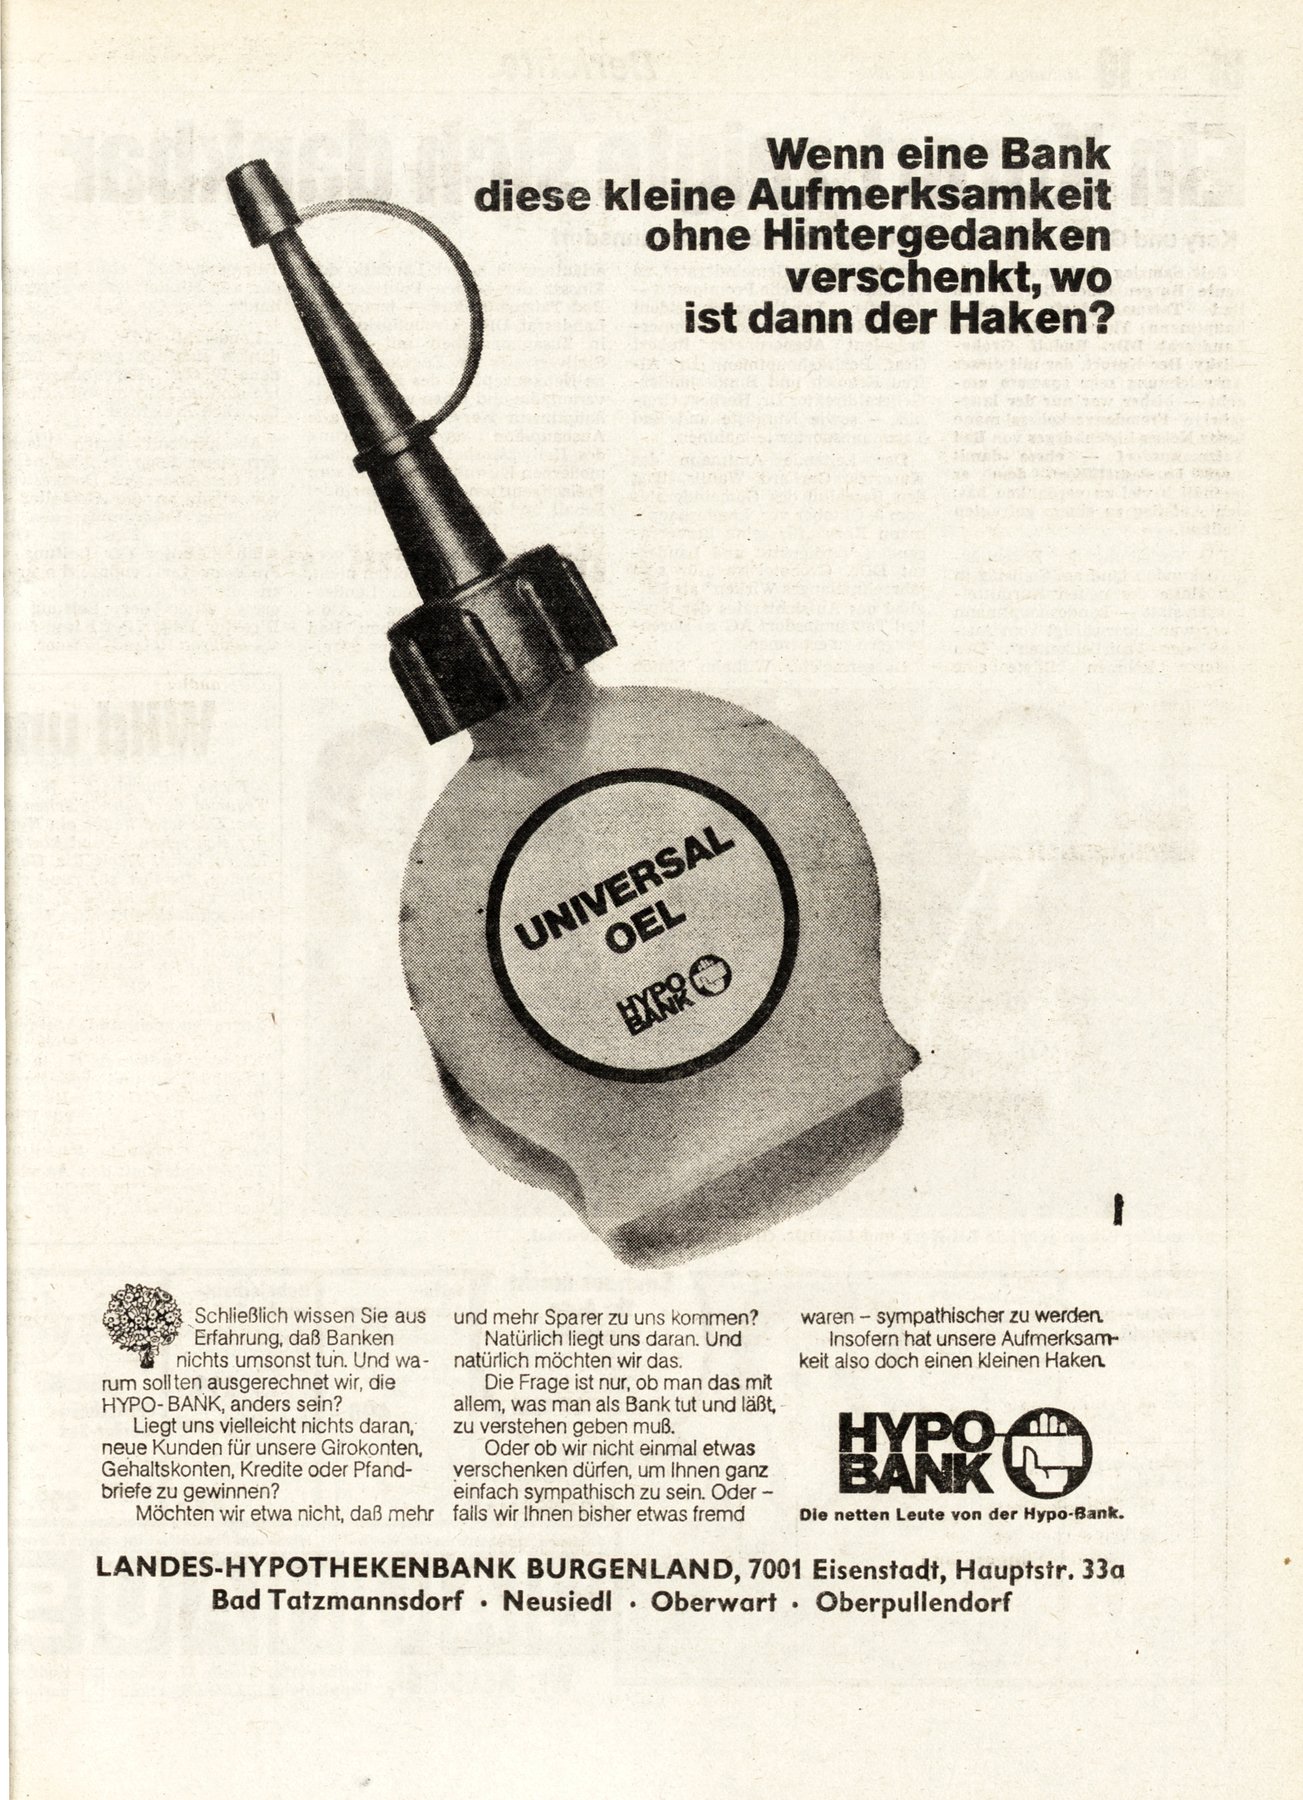 Wenn eine Bank
diese kleine Aufmerksamkeit
ohne Hintergedanken
verschenkt, wo
ist dann der Haken?
UNIVERSAL
OEL
HYPO
BANK
Schließlich wissen Sie aus
Erfahrung, daß Banken
nichts umsonst tun. Und wa-
rum sollten ausgerechnet wir, die
HYPO-BANK, anders sein?
Liegt uns vielleicht nichts daran,
neue Kunden für unsere Girokonten,
Gehaltskonten, Kredite oder Pfand-
briefe zu gewinnen?
Möchten wir etwa nicht, daß mehr
und mehr Sparer zu uns kommen?
Natürlich liegt uns daran. Und
natürlich möchten wir das.
Die Frage ist nur, ob man das mit
allem, was man als Bank tut und läßt,
zu verstehen geben muß.
Oder ob wir nicht einmal etwas
verschenken dürfen, um Ihnen ganz
einfach sympathisch zu sein. Oder –
falls wir Ihnen bisher etwas fremd
waren – sympathischer zu werden.
Insofern hat unsere Aufmerksam-
keit also doch einen kleinen Haken.
HYPO
BANK
Die netten Leute von der Hypo-Bank.
LANDES-HYPOTHEKENBANK BURGENLAND, 7001 Eisenstadt, Hauptstr. 33a
Bad Tatzmannsdorf · Neusiedl · Oberwart · Oberpullendorf